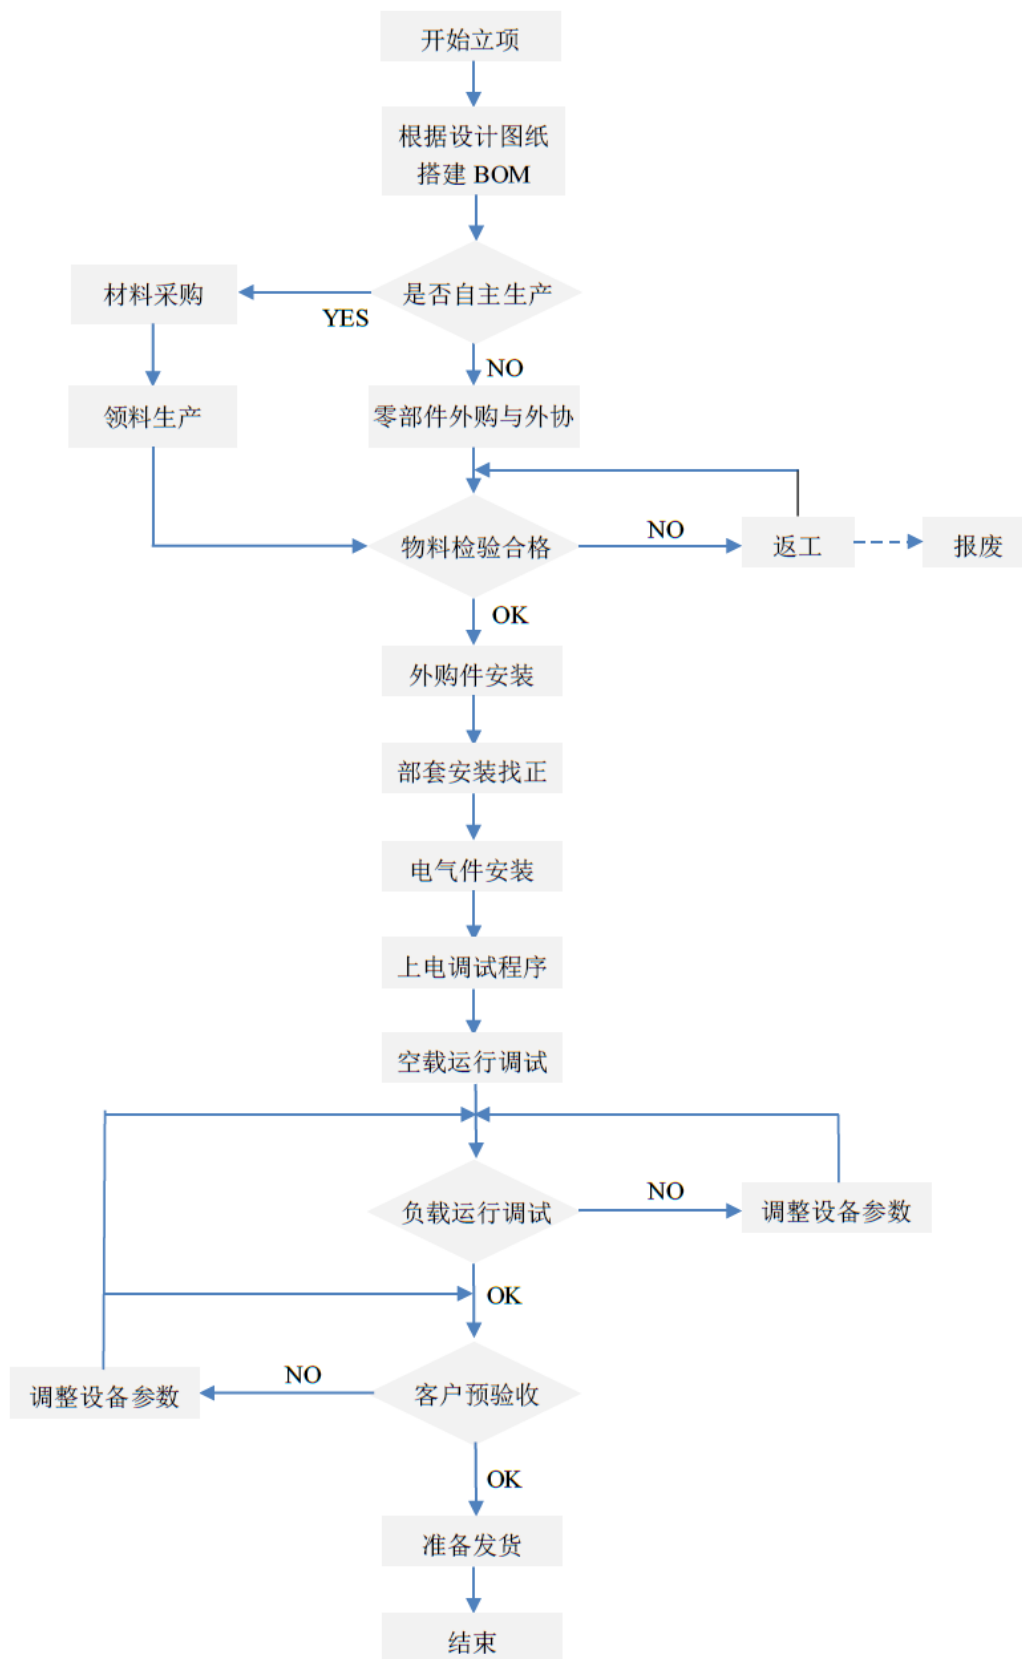 开始立项
根据设计图纸
搭建 BOM
是否自主生产
材料采购
YES
NO
领料生产
零部件外购与外协
物料检验合格
NO
返工
报废
OK
外购件安装
部套安装找正
电气件安装
上电调试程序
空载运行调试
负载运行调试
NO
调整设备参数
OK
客户预验收
NO
调整设备参数
OK
准备发货
结束